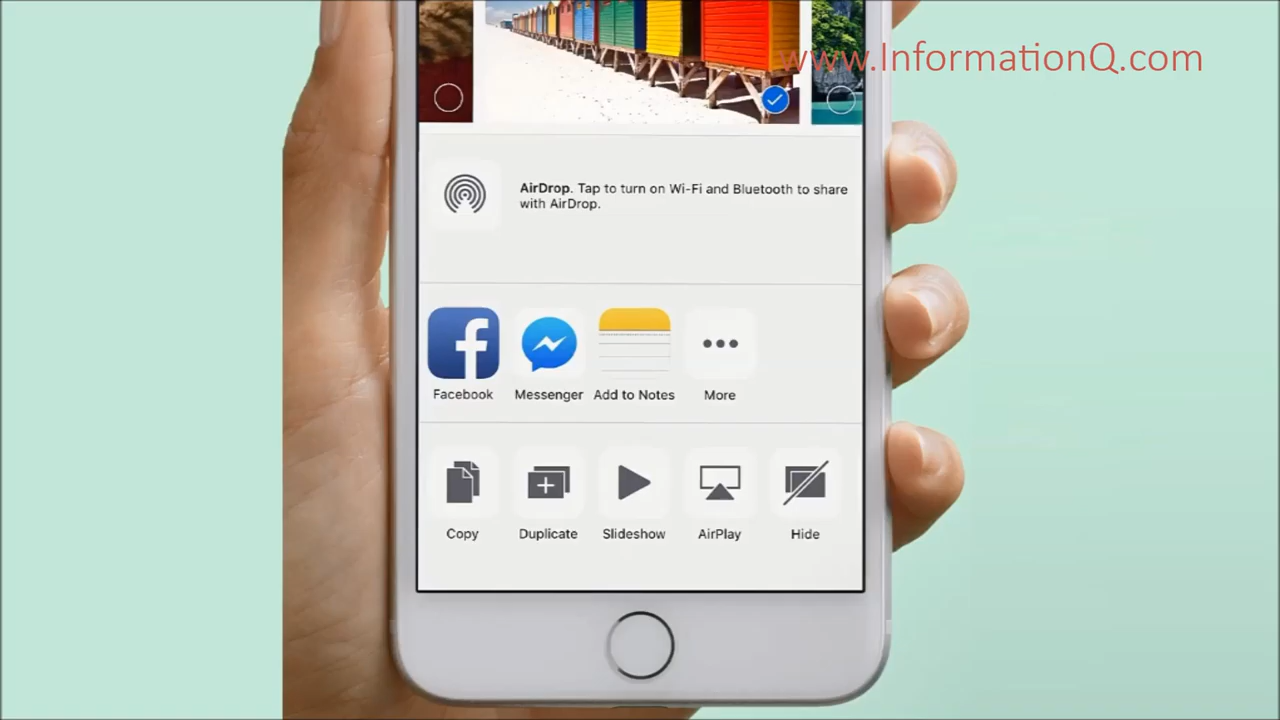 www.InformationQ.com
AirDrop. Tap to turn on Wi-Fi and Bluetooth to share
with AirDrop.
Facebook Messenger Add to Notes More
Copy Duplicate Slideshow AirPlay Hide